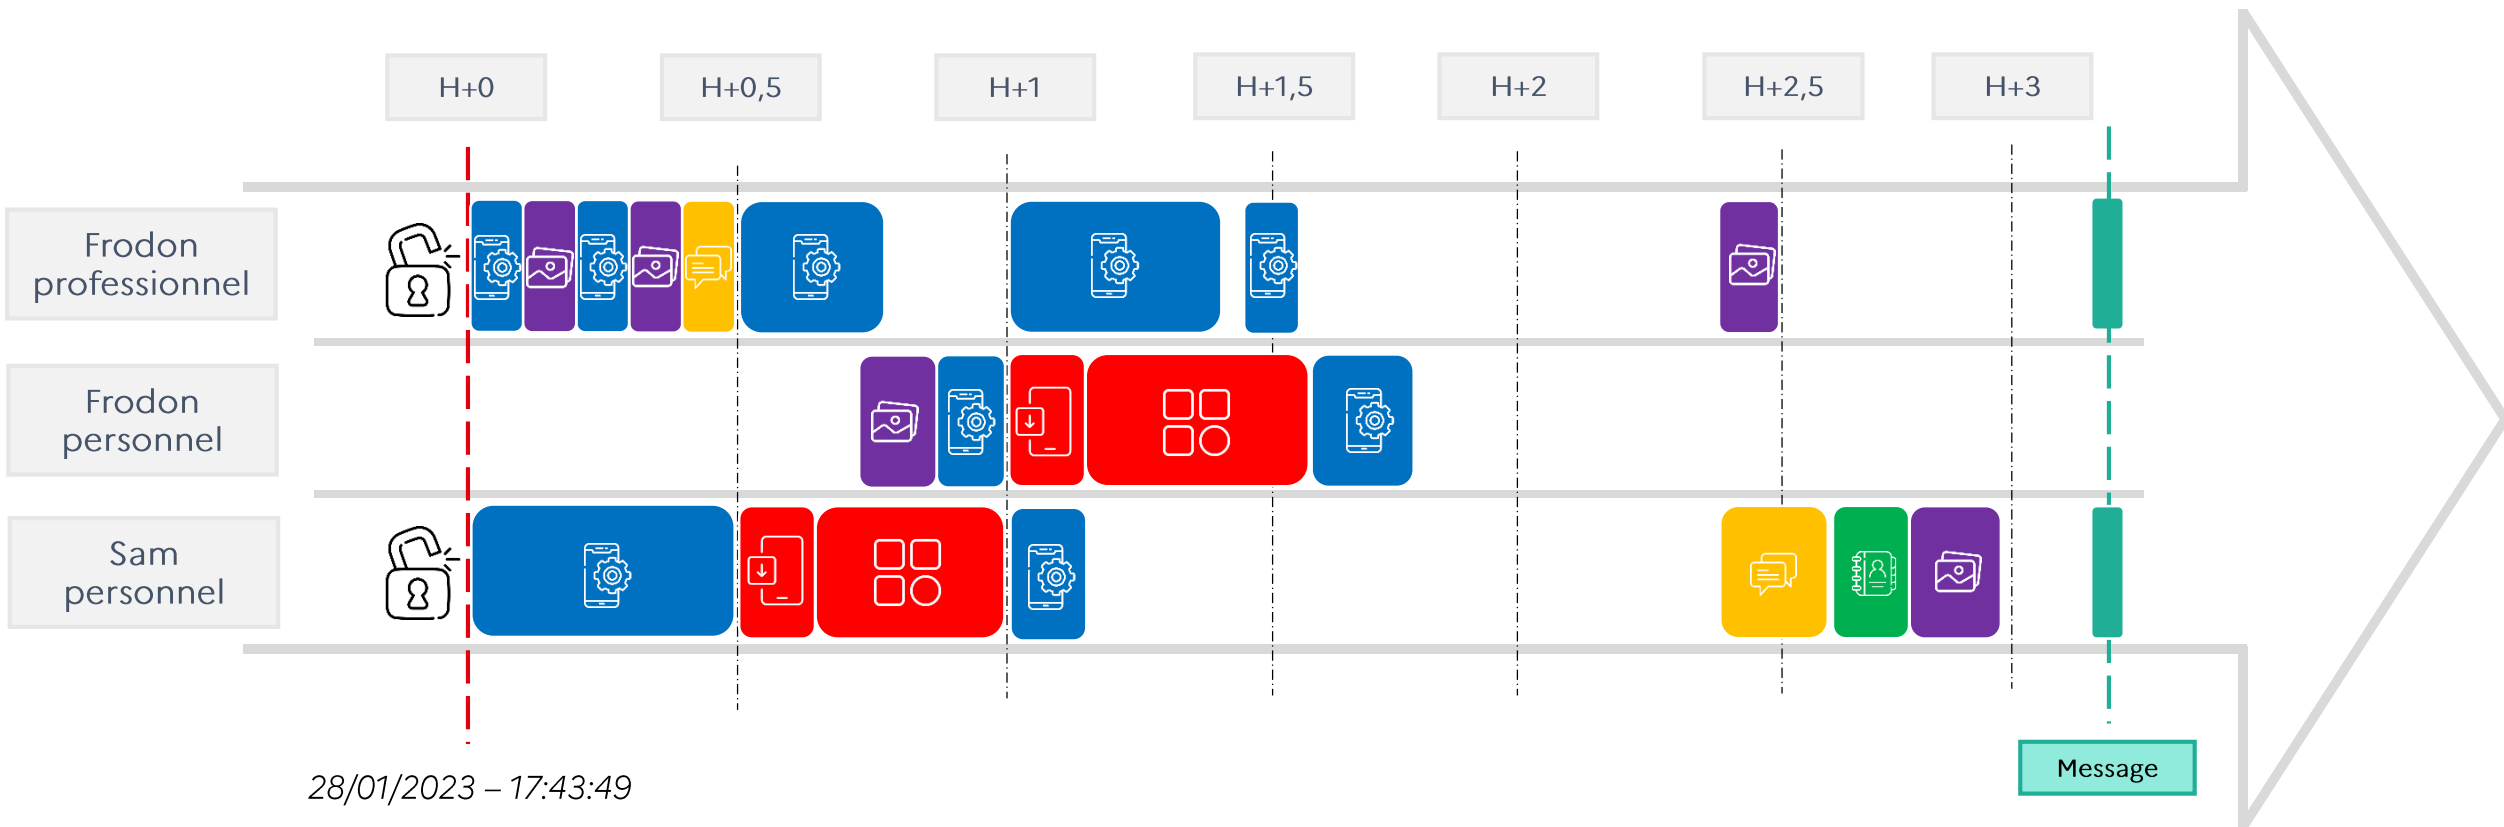 H+0
H+0,5
H+1
H+1,5
H+2
H+2,5
H+3
Frodon
professionnel
Frodon
personnel
Sam
personnel
28/01/2023 – 17:43:49
Message